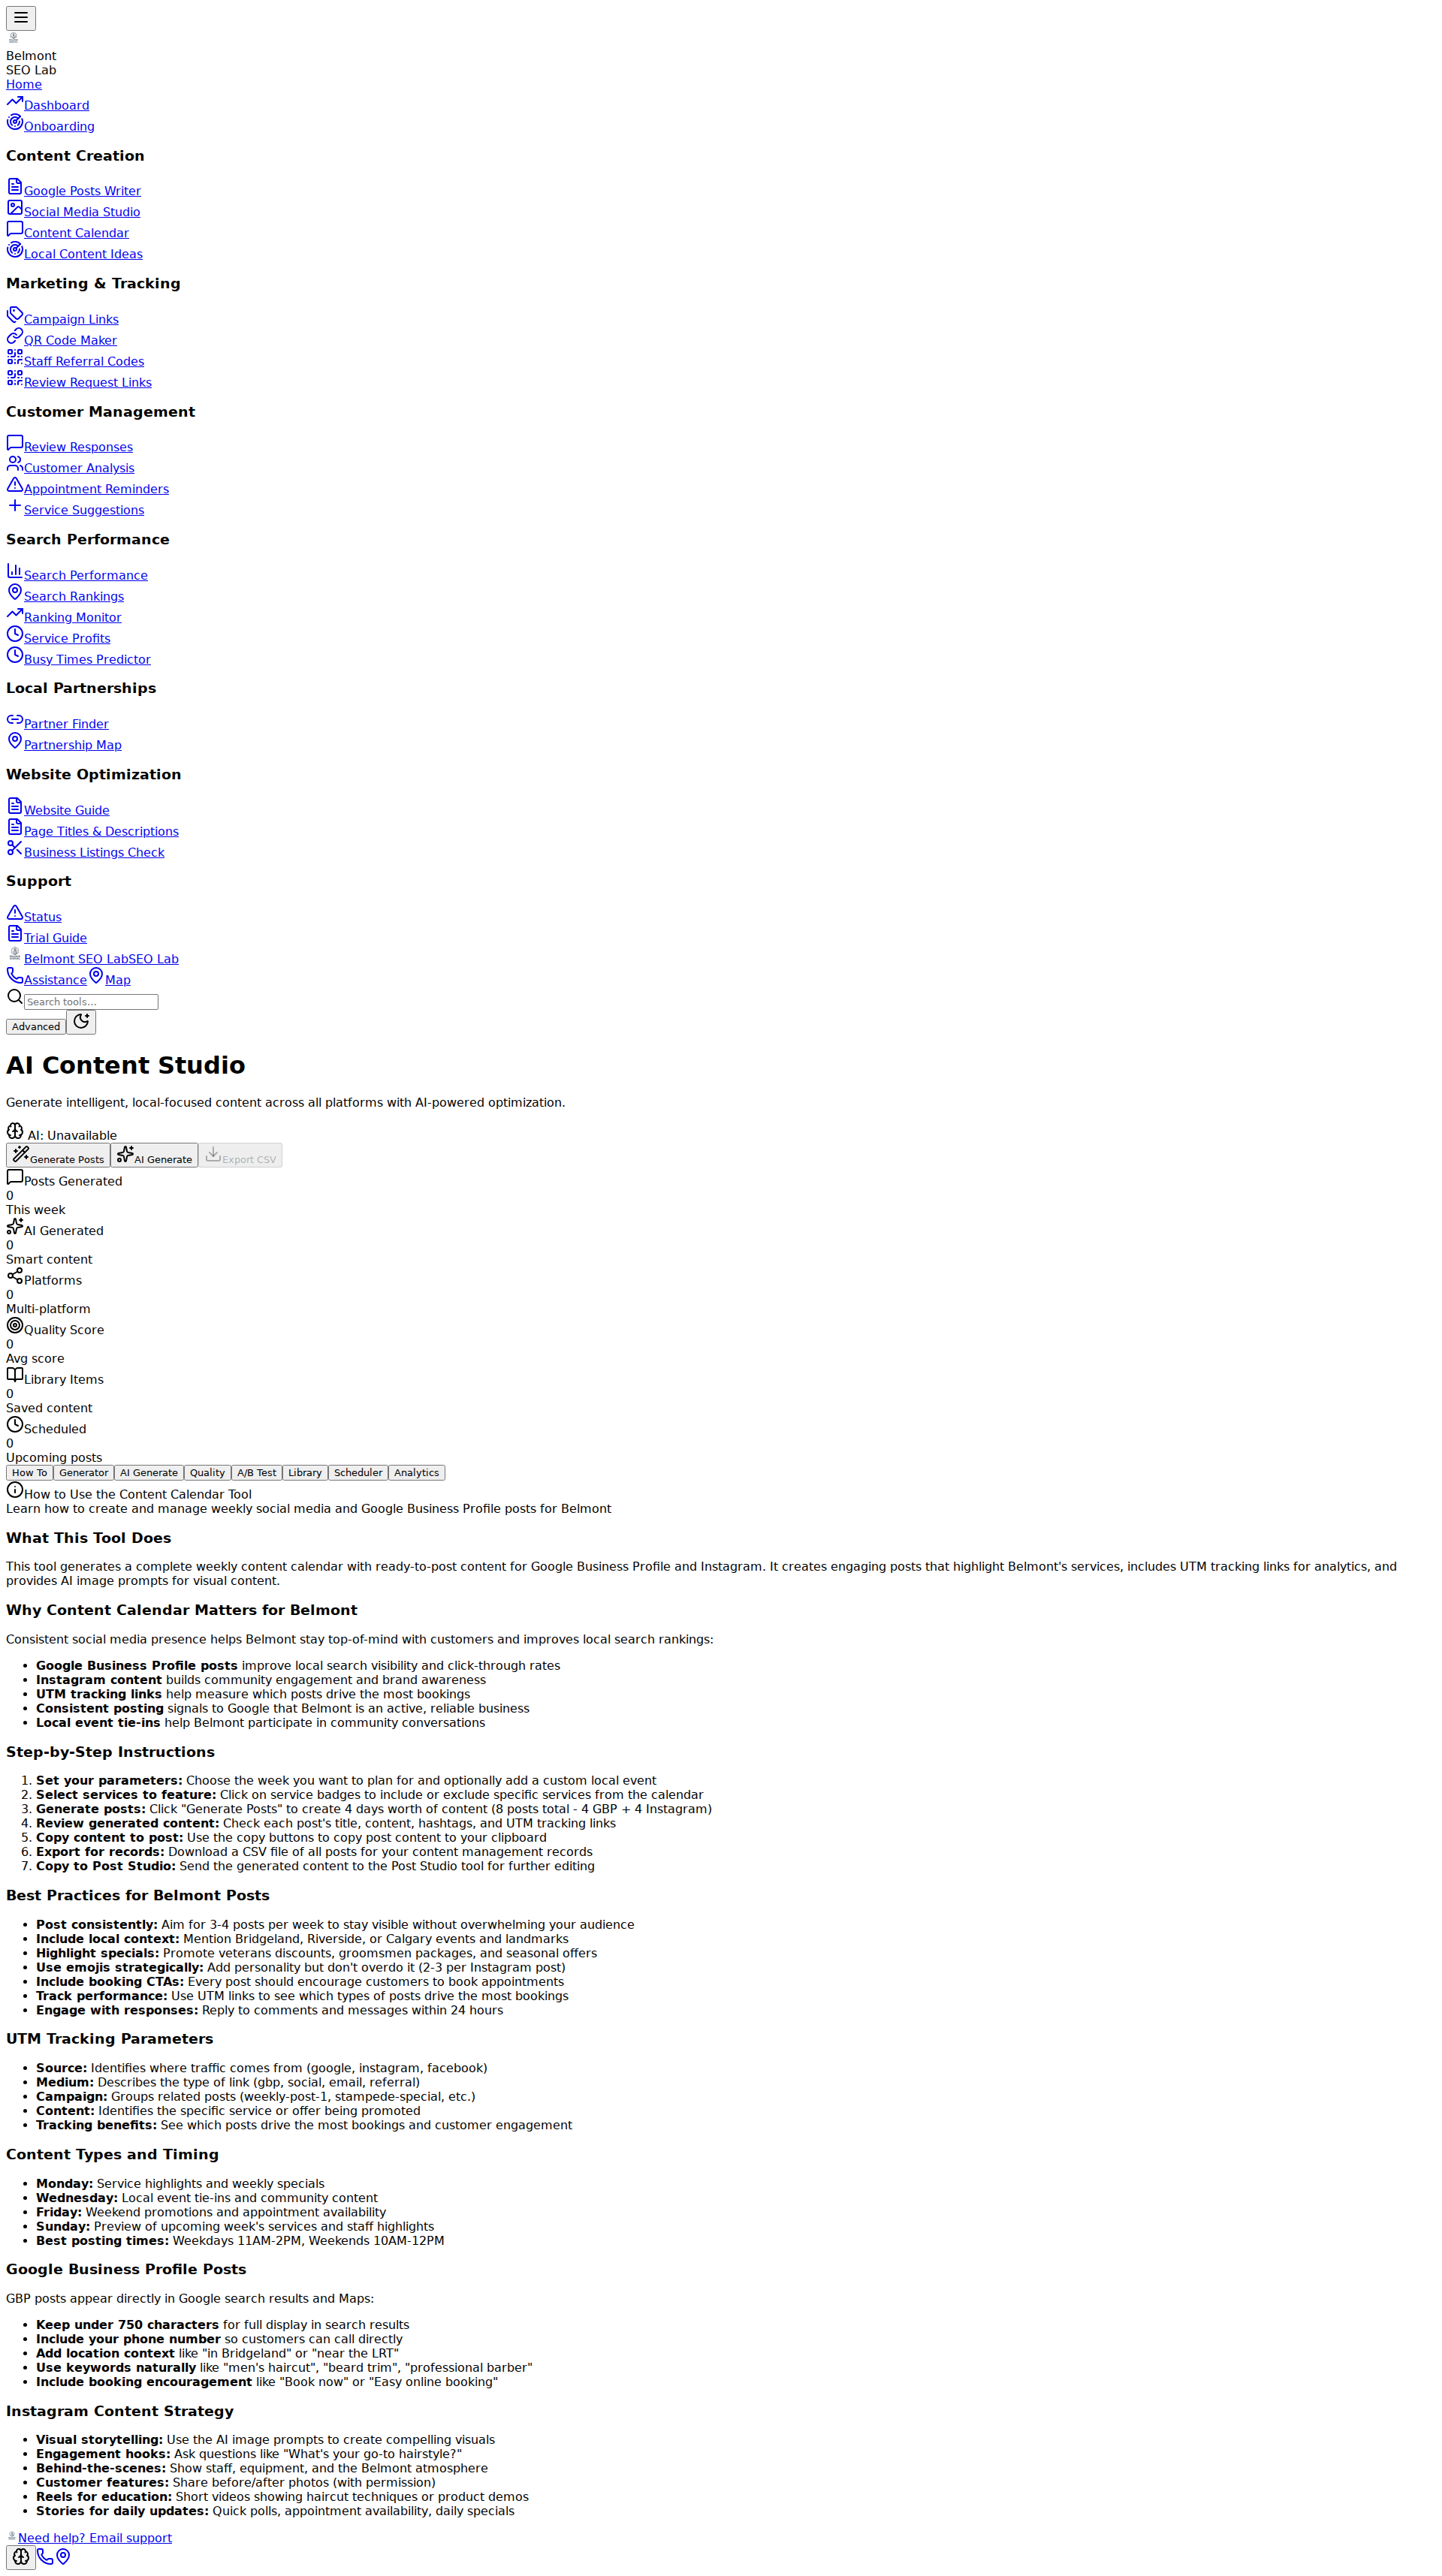 Belmont
SEO Lab
Home
Dashboard
Onboarding
Content Creation
Google Posts Writer
Social Media Studio
Content Calendar
Local Content Ideas
Marketing & Tracking
Campaign Links
QR Code Maker
Staff Referral Codes
Review Request Links
Customer Management
Review Responses
Customer Analysis
Appointment Reminders
Service Suggestions
Search Performance
Search Performance
Search Rankings
Ranking Monitor
Service Profits
Busy Times Predictor
Local Partnerships
Partner Finder
Partnership Map
Website Optimization
Website Guide
Page Titles & Descriptions
Business Listings Check
Support
Status
Trial Guide
Belmont SEO LabSEO Lab
Assistance Map
Search tools...
Advanced
AI Content Studio
Generate intelligent, local-focused content across all platforms with AI-powered optimization.
AI: Unavailable
Generate Posts AI Generate Export CSV
Posts Generated
0
This week
AI Generated
0
Smart content
Platforms
0
Multi-platform
Quality Score
0
Avg score
Library Items
0
Saved content
Scheduled
0
Upcoming posts
How To Generator AI Generate Quality A/B Test Library Scheduler Analytics
How to Use the Content Calendar Tool
Learn how to create and manage weekly social media and Google Business Profile posts for Belmont
What This Tool Does
This tool generates a complete weekly content calendar with ready-to-post content for Google Business Profile and Instagram. It creates engaging posts that highlight Belmont's services, includes UTM tracking links for analytics, and
provides AI image prompts for visual content.
Why Content Calendar Matters for Belmont
Consistent social media presence helps Belmont stay top-of-mind with customers and improves local search rankings:
• Google Business Profile posts improve local search visibility and click-through rates
• Instagram content builds community engagement and brand awareness
• UTM tracking links help measure which posts drive the most bookings
• Consistent posting signals to Google that Belmont is an active, reliable business
• Local event tie-ins help Belmont participate in community conversations
Step-by-Step Instructions
1. Set your parameters: Choose the week you want to plan for and optionally add a custom local event
2. Select services to feature: Click on service badges to include or exclude specific services from the calendar
3. Generate posts: Click "Generate Posts" to create 4 days worth of content (8 posts total - 4 GBP + 4 Instagram)
4. Review generated content: Check each post's title, content, hashtags, and UTM tracking links
5. Copy content to post: Use the copy buttons to copy post content to your clipboard
6. Export for records: Download a CSV file of all posts for your content management records
7. Copy to Post Studio: Send the generated content to the Post Studio tool for further editing
Best Practices for Belmont Posts
• Post consistently: Aim for 3-4 posts per week to stay visible without overwhelming your audience
• Include local context: Mention Bridgeland, Riverside, or Calgary events and landmarks
• Highlight specials: Promote veterans discounts, groomsmen packages, and seasonal offers
• Use emojis strategically: Add personality but don't overdo it (2-3 per Instagram post)
• Include booking CTAs: Every post should encourage customers to book appointments
• Track performance: Use UTM links to see which types of posts drive the most bookings
• Engage with responses: Reply to comments and messages within 24 hours
UTM Tracking Parameters
• Source: Identifies where traffic comes from (google, instagram, facebook)
• Medium: Describes the type of link (gbp, social, email, referral)
• Campaign: Groups related posts (weekly-post-1, stampede-special, etc.)
• Content: Identifies the specific service or offer being promoted
• Tracking benefits: See which posts drive the most bookings and customer engagement
Content Types and Timing
• Monday: Service highlights and weekly specials
• Wednesday: Local event tie-ins and community content
• Friday: Weekend promotions and appointment availability
• Sunday: Preview of upcoming week's services and staff highlights
• Best posting times: Weekdays 11AM-2PM, Weekends 10AM-12PM
Google Business Profile Posts
GBP posts appear directly in Google search results and Maps:
• Keep under 750 characters for full display in search results
• Include your phone number so customers can call directly
• Add location context like "in Bridgeland" or "near the LRT"
• Use keywords naturally like "men's haircut", "beard trim", "professional barber"
• Include booking encouragement like "Book now" or "Easy online booking"
Instagram Content Strategy
• Visual storytelling: Use the AI image prompts to create compelling visuals
• Engagement hooks: Ask questions like "What's your go-to hairstyle?"
• Behind-the-scenes: Show staff, equipment, and the Belmont atmosphere
• Customer features: Share before/after photos (with permission)
• Reels for education: Short videos showing haircut techniques or product demos
• Stories for daily updates: Quick polls, appointment availability, daily specials
Need help? Email support